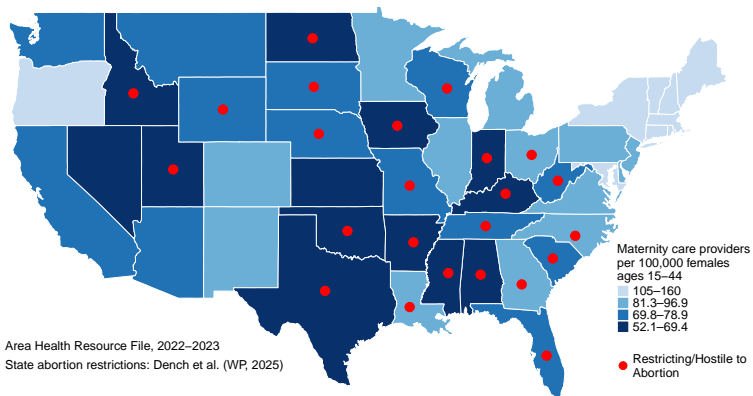 Maternity care providers
per 100,000 females
ages 15–44
105–160
81.3–96.9
69.8–78.9
52.1–69.4
Area Health Resource File, 2022–2023
State abortion restrictions: Dench et al. (WP, 2025)
Restricting/Hostile to
Abortion